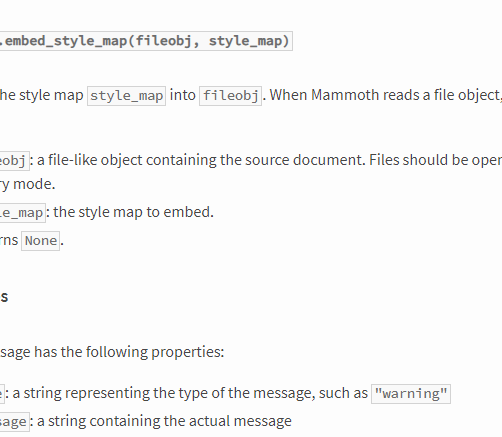 .embed_style_map(fileobj, style_map)
he style map style_map into fileobj. When Mammoth reads a file object,
eobj: a file-like object containing the source document. Files should be oper
ry mode.
le_map: the style map to embed.
rns None.
s
sage has the following properties:
e: a string representing the type of the message, such as "warning"
sage: a string containing the actual message